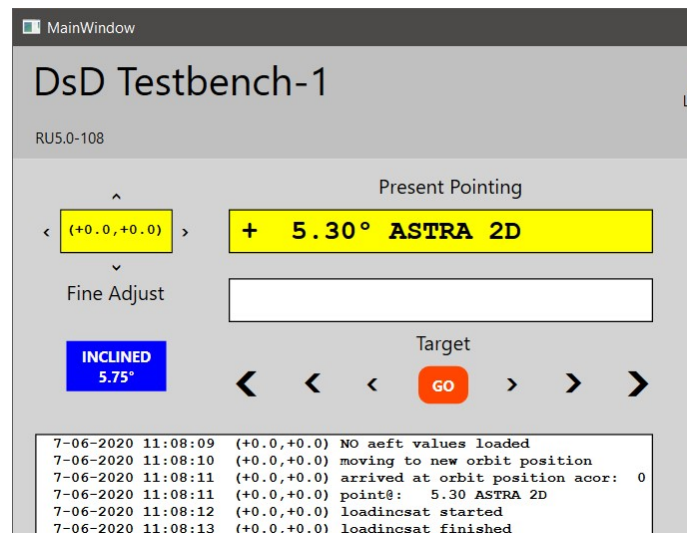 MainWindow
DsD Testbench-1
L
RU5.0-108
Present Pointing
(+0.0,+0.0)
+ 5.30° ASTRA 2D
Fine Adjust
INCLINED
5.75°
Target
GO
7-06-2020 11:08:09 (+0.0,+0.0) NO aeft values loaded
7-06-2020 11:08:10 (+0.0,+0.0) moving to new orbit position
7-06-2020 11:08:11 (+0.0,+0.0) arrived at orbit position acor: 0
7-06-2020 11:08:11 (+0.0,+0.0) point@: 5.30 ASTRA 2D
7-06-2020 11:08:12 (+0.0,+0.0) loadincsat started
7-06-2020 11:08:13 (+0.0,+0.0) loadincsat finished